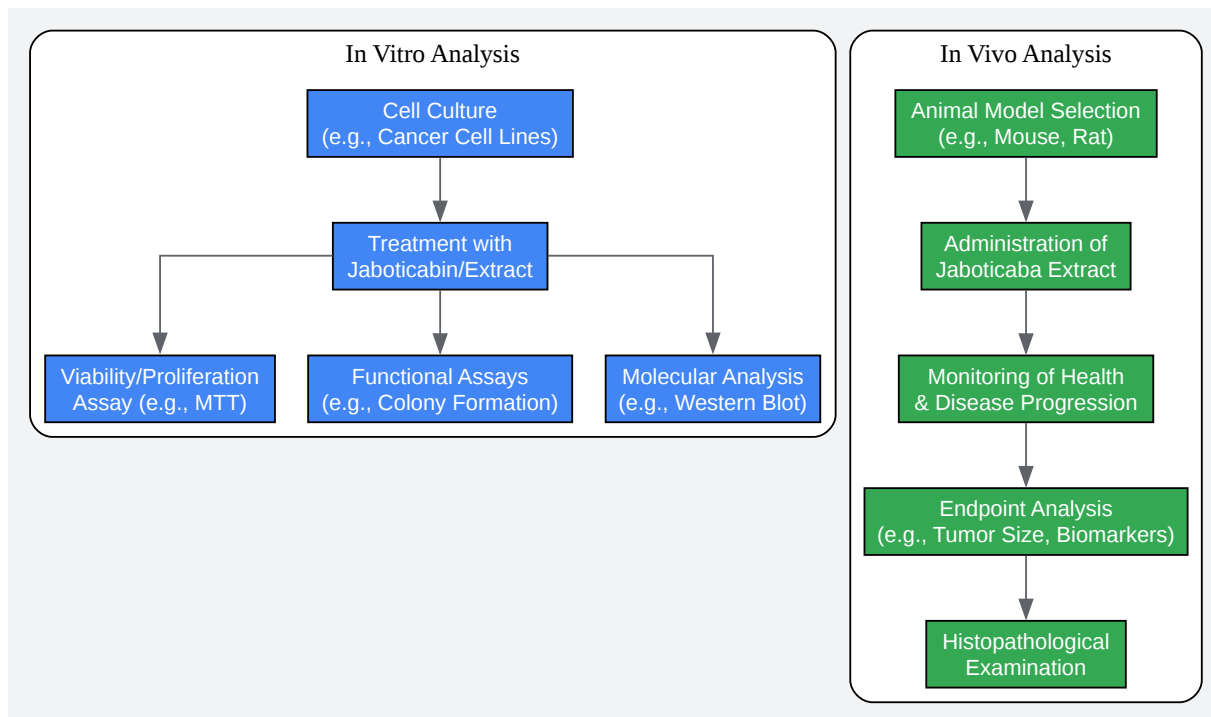 In Vitro Analysis
Cell Culture
(e.g., Cancer Cell Lines)
Treatment with
Jaboticabin/Extract
Viability/Proliferation
Assay (e.g., MTT)
Functional Assays
(e.g., Colony Formation)
Molecular Analysis
(e.g., Western Blot)
In Vivo Analysis
Animal Model Selection
(e.g., Mouse, Rat)
Administration of
Jaboticaba Extract
Monitoring of Health
& Disease Progression
Endpoint Analysis
(e.g., Tumor Size, Biomarkers)
Histopathological
Examination